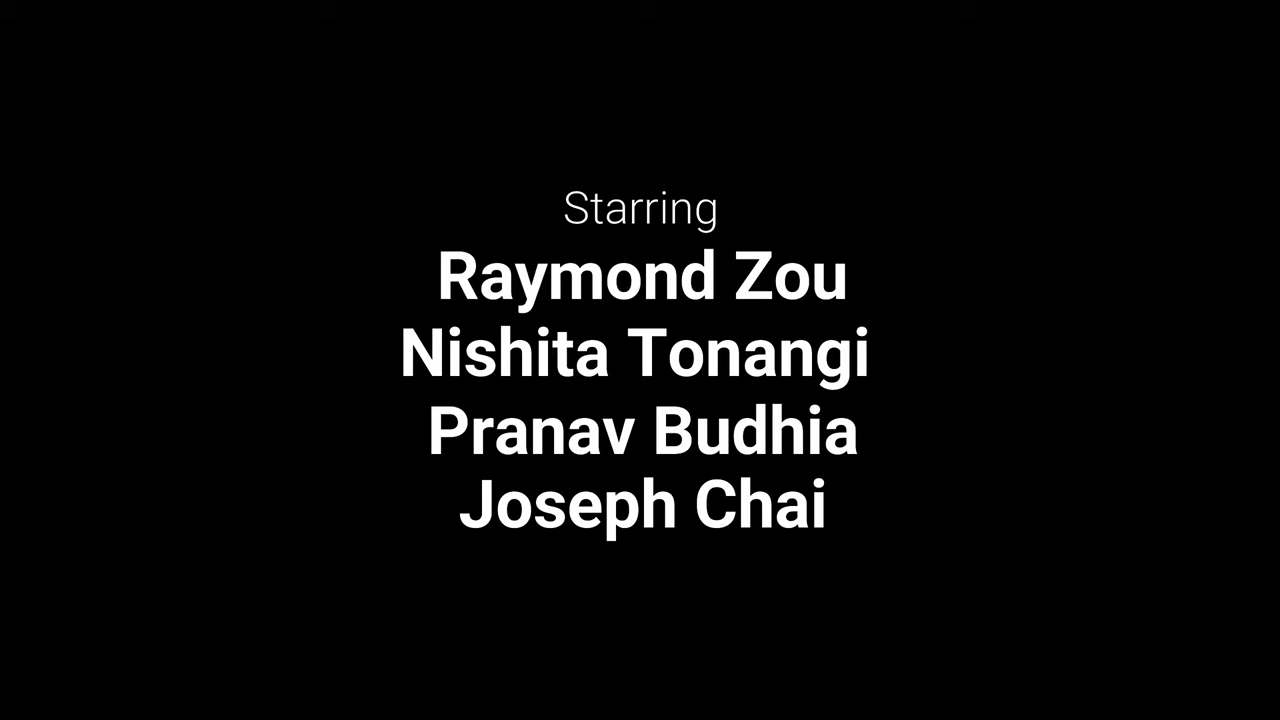 Starring
Raymond Zou
Nishita Tonangi
Pranav Budhia
Joseph Chai